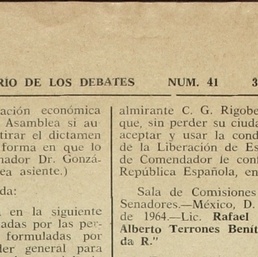 RIO DE LOS DEBATES NUM. 41 3
ación económica
Asamblea si au-
tirar el dictamen
forma en que lo
nador Dr. Gonzá-
ea asiente.)
da:
en la siguiente
adas por las per-
formuladas por
der general para
almirante C. G. Rigobe
que, sin perder su ciuda
aceptar y usar la cond
de la Liberación de Es
de Comendador le conf
República Española, en
Sala de Comisiones
Senadores.—México, D.
de 1964.—Lic. Rafael
Alberto Terrones Benít
da R."